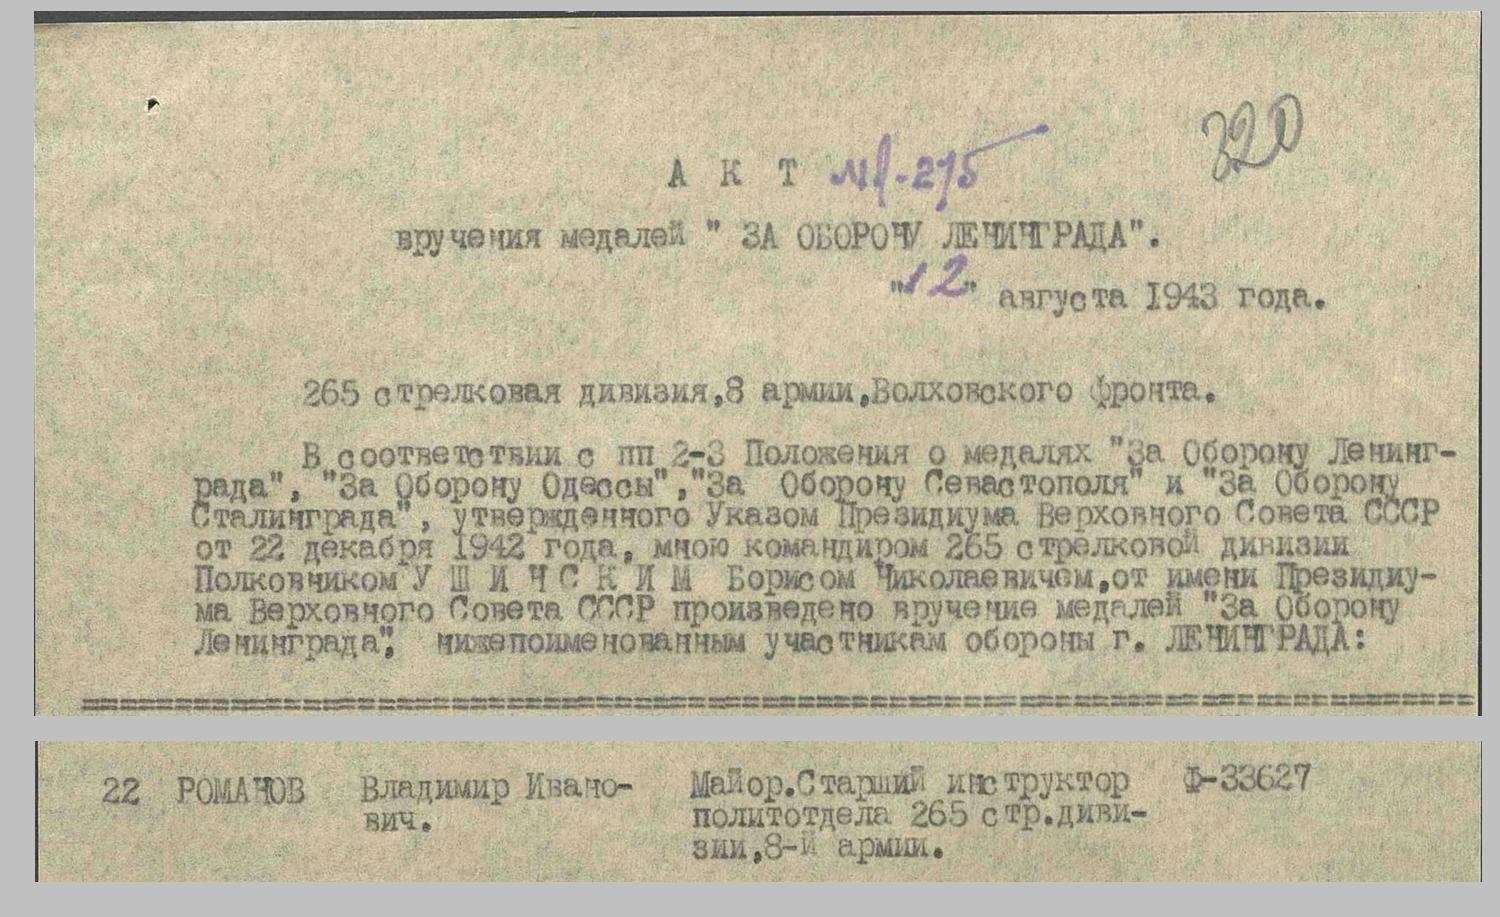 320
А К Т № 1-275
вручения медалей " ЗА ОБОРОНУ ЛЕНИНГРАДА".
"12" августа 1943 года.
265 стрелковая дивизия,8 армии,Волховского фронта.
В соответствии с пп 2-3 Положения о медалях "За Оборону Ленинг-
рада", "За Оборону Одессы","За Оборону Севастополя" и "За Оборону
Сталинграда", утвержденного Указом Президиума Верховного Совета СССР
от 22 декабря 1942 года, мною командиром 265 стрелковой дивизии
Полковником У Ш И Н С К И М Борисом Николаевичем,от имени Президиу-
ма Верховного Совета СССР произведено вручение медалей "За Оборону
Ленинграда", нижепоименованным участникам обороны г. ЛЕНИНГРАДА:
22 РОМАНОВ Владимир Ивано- Майор.Старший инструктор Ф-33627
вич. политотдела 265 стр.диви-
зии,8-й армии.